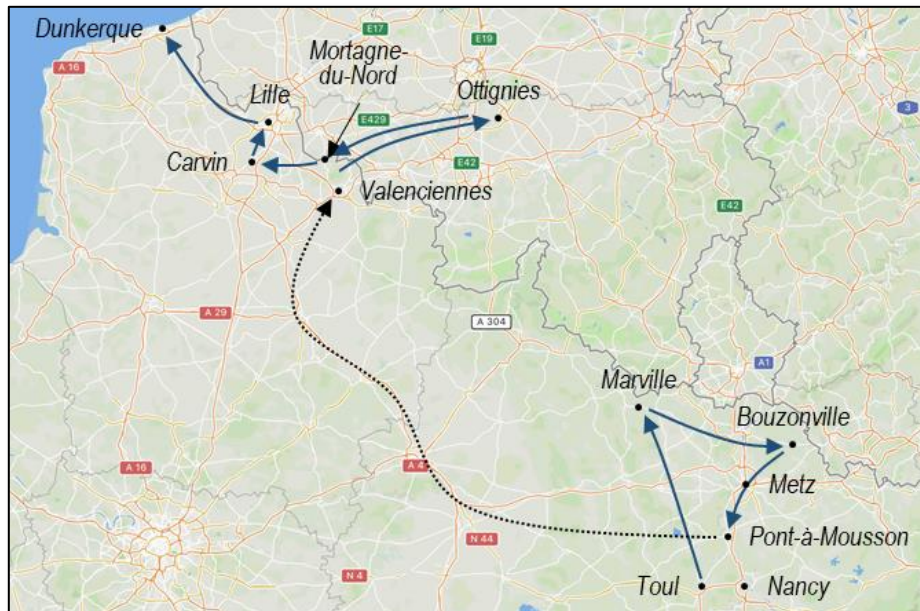 Dunkerque
E17
E19
A 16
Mortagne-
du-Nord
Lille
Ottignies
E429
3
Carvin
E42
Valenciennes
E42
A 29
A 304
A1
Marville
Bouzonville
A 16
A 4
Metz
N 44
Pont-à-Mousson
N 4
Toul
Nancy